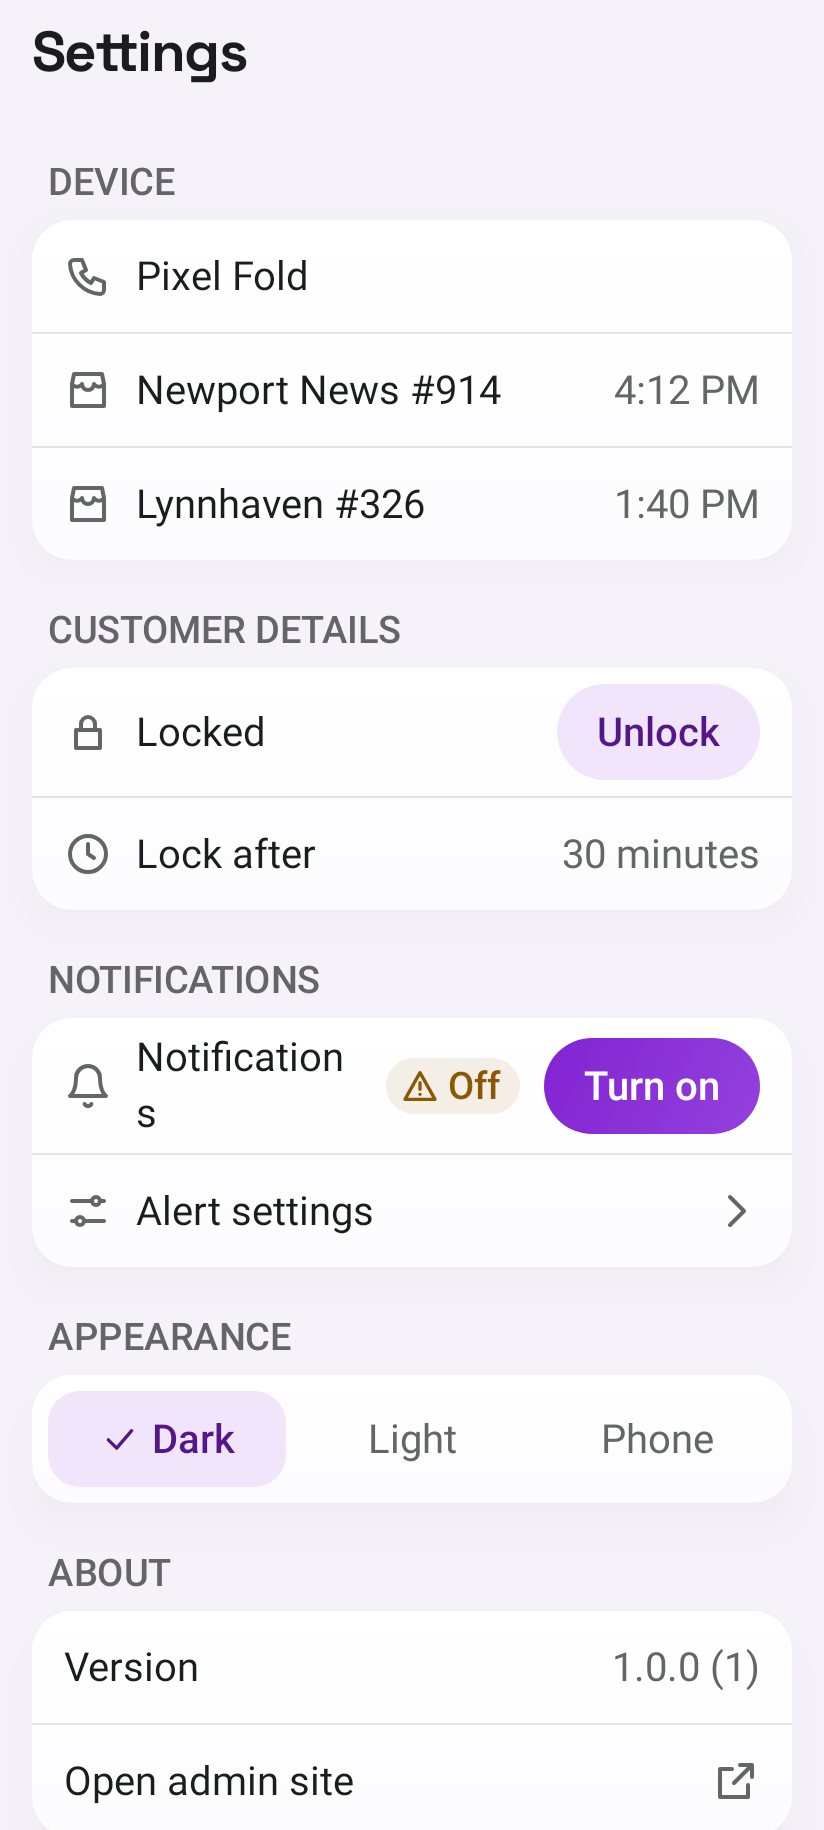 Settings
DEVICE
Pixel Fold
Newport News #914 4:12 PM
Lynnhaven #326 1:40 PM
CUSTOMER DETAILS
Locked Unlock
Lock after 30 minutes
NOTIFICATIONS
Notification
s
Off Turn on
Alert settings
APPEARANCE
Dark Light Phone
ABOUT
Version 1.0.0 (1)
Open admin site